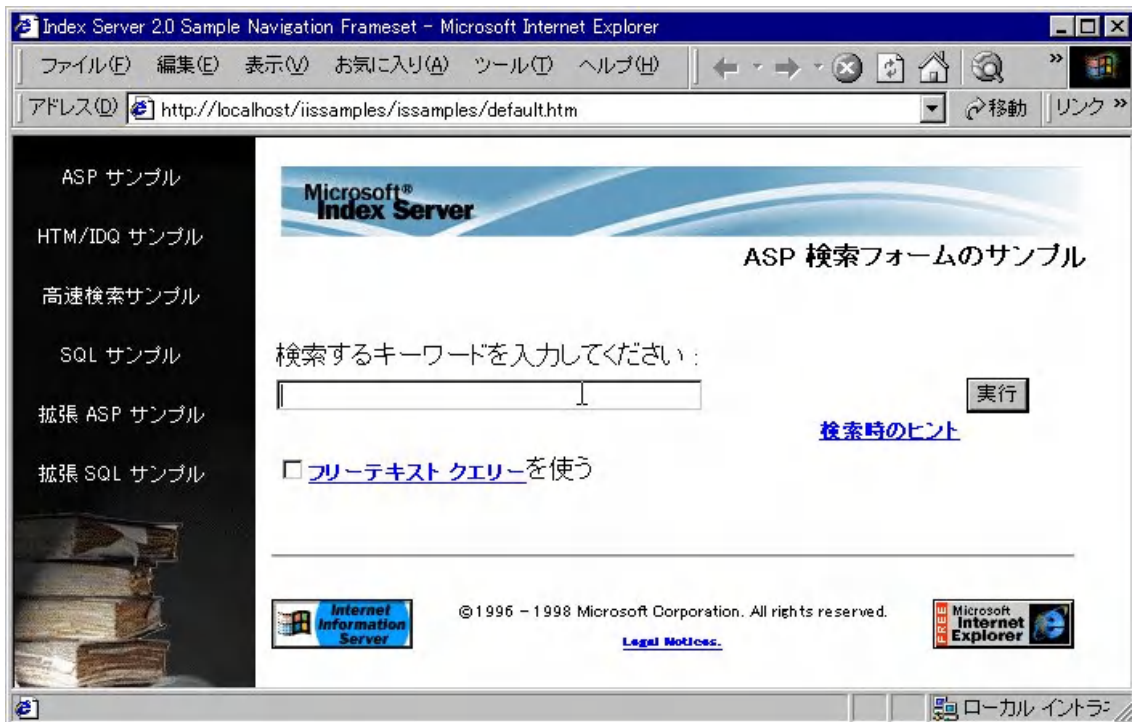 Index Server 2.0 Sample Navigation Frameset - Microsoft Internet Explorer
ファイル(F) 編集(E) 表示(V) お気に入り(A) ツール(T) ヘルプ(H) »
アドレス(D) http://localhost/iissamples/issamples/default.htm 移動 リンク »
ASP サンプル
HTM/IDQ サンプル
高速検索サンプル
SQL サンプル
拡張 ASP サンプル
拡張 SQL サンプル
Microsoft®
Index Server
ASP 検索フォームのサンプル
検索するキーワードを入力してください :
実行
検索時のヒント
フリーテキスト クエリーを使う
Internet
Information
Server
©1996 - 1998 Microsoft Corporation. All rights reserved.
Legal Notices.
FREE
Microsoft
Internet
Explorer
ローカル イントラ